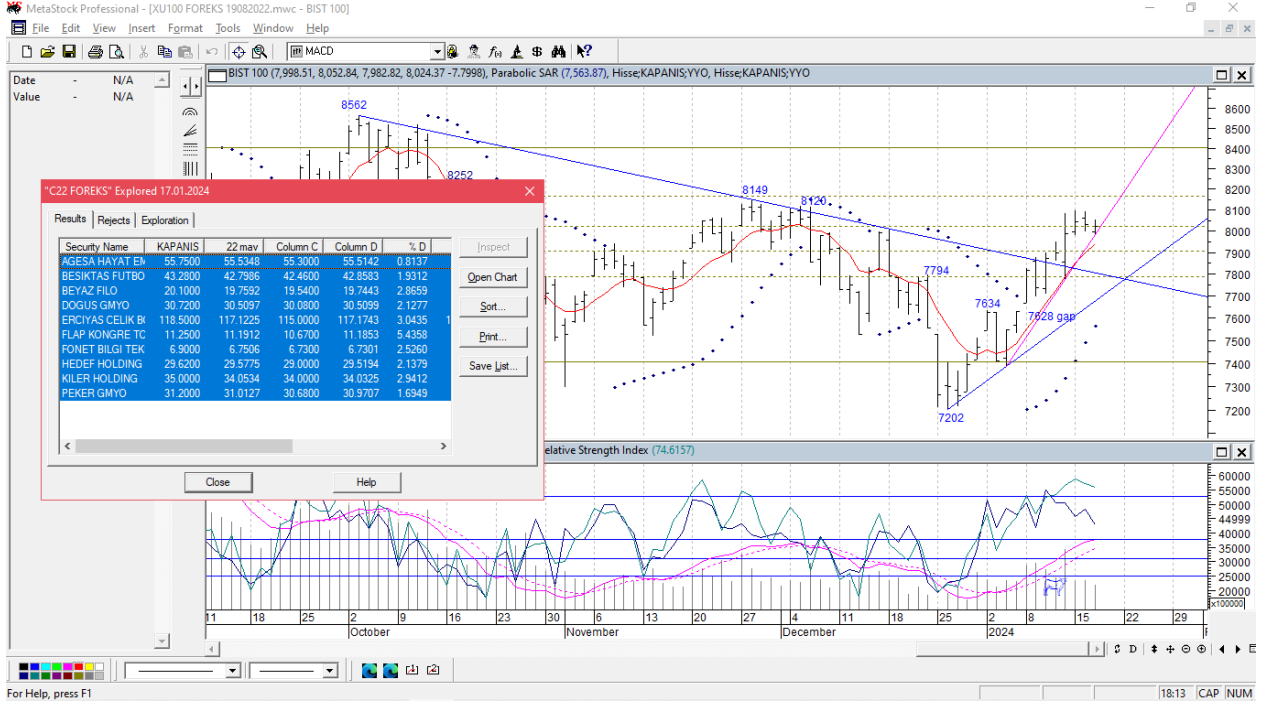 MetaStock Professional - [XU100 FOREKS 19082022.mwc - BIST 100]
File Edit View Insert Format Tools Window Help
MACD
Date - N/A
Value - N/A
BIST 100 (7,998.51, 8,052.84, 7,982.82, 8,024.37 -7.7998), Parabolic SAR (7,563.87), Hisse;KAPANIS;YYO, Hisse;KAPANIS;YYO
8562
8252
8149
8120
7794
7634
7628 gap
7202
8600
8500
8400
8300
8200
8100
8000
7900
7800
7700
7600
7500
7400
7300
7200
"C22 FOREKS" Explored 17.01.2024
Results Rejects Exploration
Security Name KAPANIS 22 mav Column C Column D % D
AGESA HAYAT EM 55.7500 55.5348 55.3000 55.5142 0.8137
BESIKTAS FUTBO 43.2800 42.7986 42.4600 42.8583 1.9312
BEYAZ FILO 20.1000 19.7592 19.5400 19.7443 2.8659
DOGUS GMYO 30.7200 30.5097 30.0800 30.5099 2.1277
ERCIYAS CELIK B( 118.5000 117.1225 115.0000 117.1743 3.0435 1
FLAP KONGRE TC 11.2500 11.1912 10.6700 11.1853 5.4358
FONET BILGI TEK 6.9000 6.7506 6.7300 6.7301 2.5260
HEDEF HOLDING 29.6200 29.5775 29.0000 29.5194 2.1379
KILER HOLDING 35.0000 34.0534 34.0000 34.0325 2.9412
PEKER GMYO 31.2000 31.0127 30.6800 30.9707 1.6949
Inspect
Open Chart
Sort...
Print...
Save List...
Close Help
elative Strength Index (74.6157)
60000
55000
50000
44999
40000
35000
30000
25000
20000
x100000
11 18 25 2 9 16 23 30 6 13 20 27 4 11 18 25 2 8 15 22 29
October November December 2024 F
D
For Help, press F1
18:13 CAP NUM